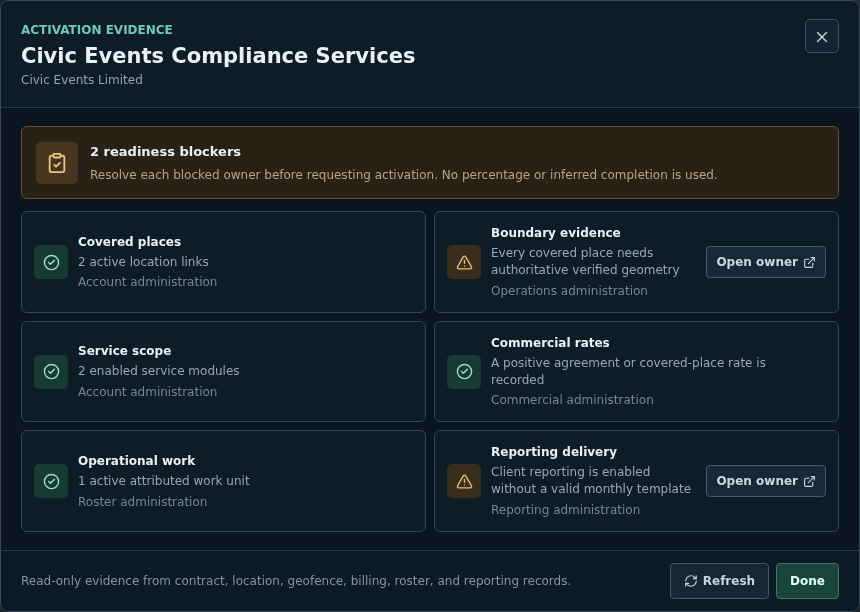 ACTIVATION EVIDENCE
Civic Events Compliance Services
Civic Events Limited
2 readiness blockers
Resolve each blocked owner before requesting activation. No percentage or inferred completion is used.
Covered places
2 active location links
Account administration
Boundary evidence
Every covered place needs
authoritative verified geometry
Operations administration
Open owner
Service scope
2 enabled service modules
Account administration
Commercial rates
A positive agreement or covered-place rate is
recorded
Commercial administration
Operational work
1 active attributed work unit
Roster administration
Reporting delivery
Client reporting is enabled
without a valid monthly template
Reporting administration
Open owner
Read-only evidence from contract, location, geofence, billing, roster, and reporting records.
Refresh
Done